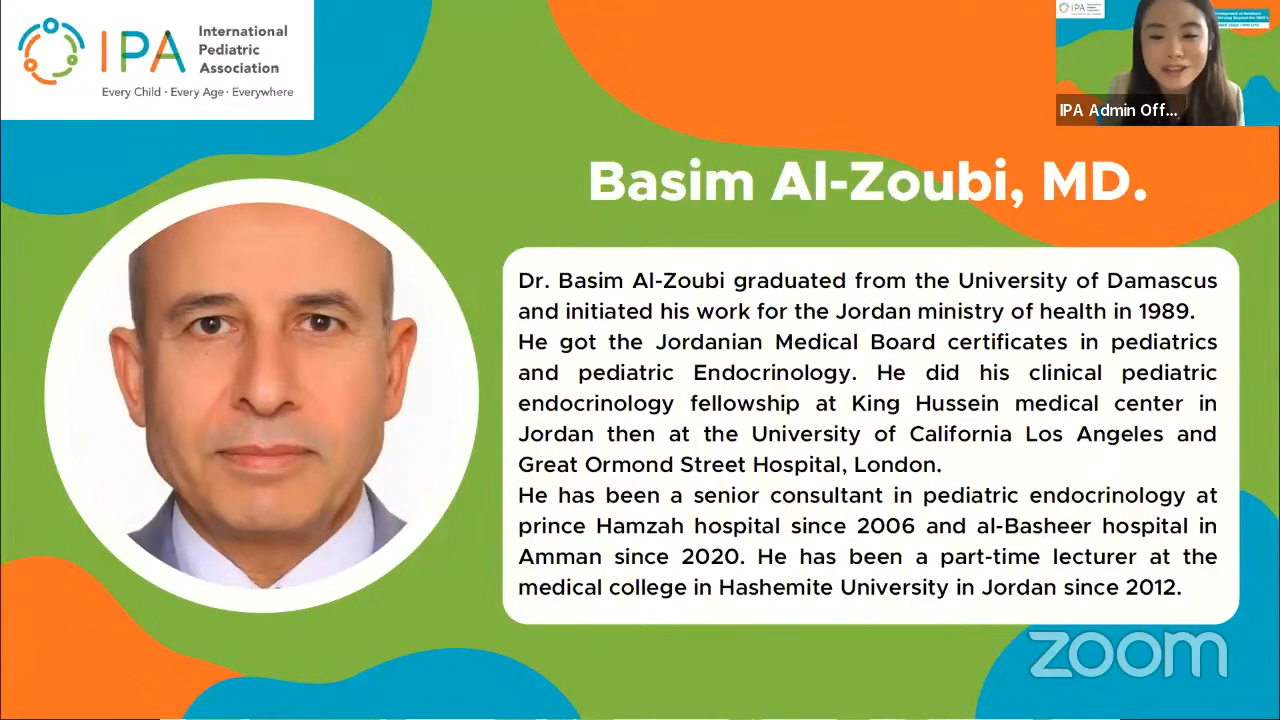 IPA
International
Pediatric
Association
Every Child · Every Age · Everywhere
IPA Admin Off...
Basim Al-Zoubi, MD.
Dr. Basim Al-Zoubi graduated from the University of Damascus
and initiated his work for the Jordan ministry of health in 1989.
He got the Jordanian Medical Board certificates in pediatrics
and pediatric Endocrinology. He did his clinical pediatric
endocrinology fellowship at King Hussein medical center in
Jordan then at the University of California Los Angeles and
Great Ormond Street Hospital, London.
He has been a senior consultant in pediatric endocrinology at
prince Hamzah hospital since 2006 and al-Basheer hospital in
Amman since 2020. He has been a part-time lecturer at the
medical college in Hashemite University in Jordan since 2012.
zoom